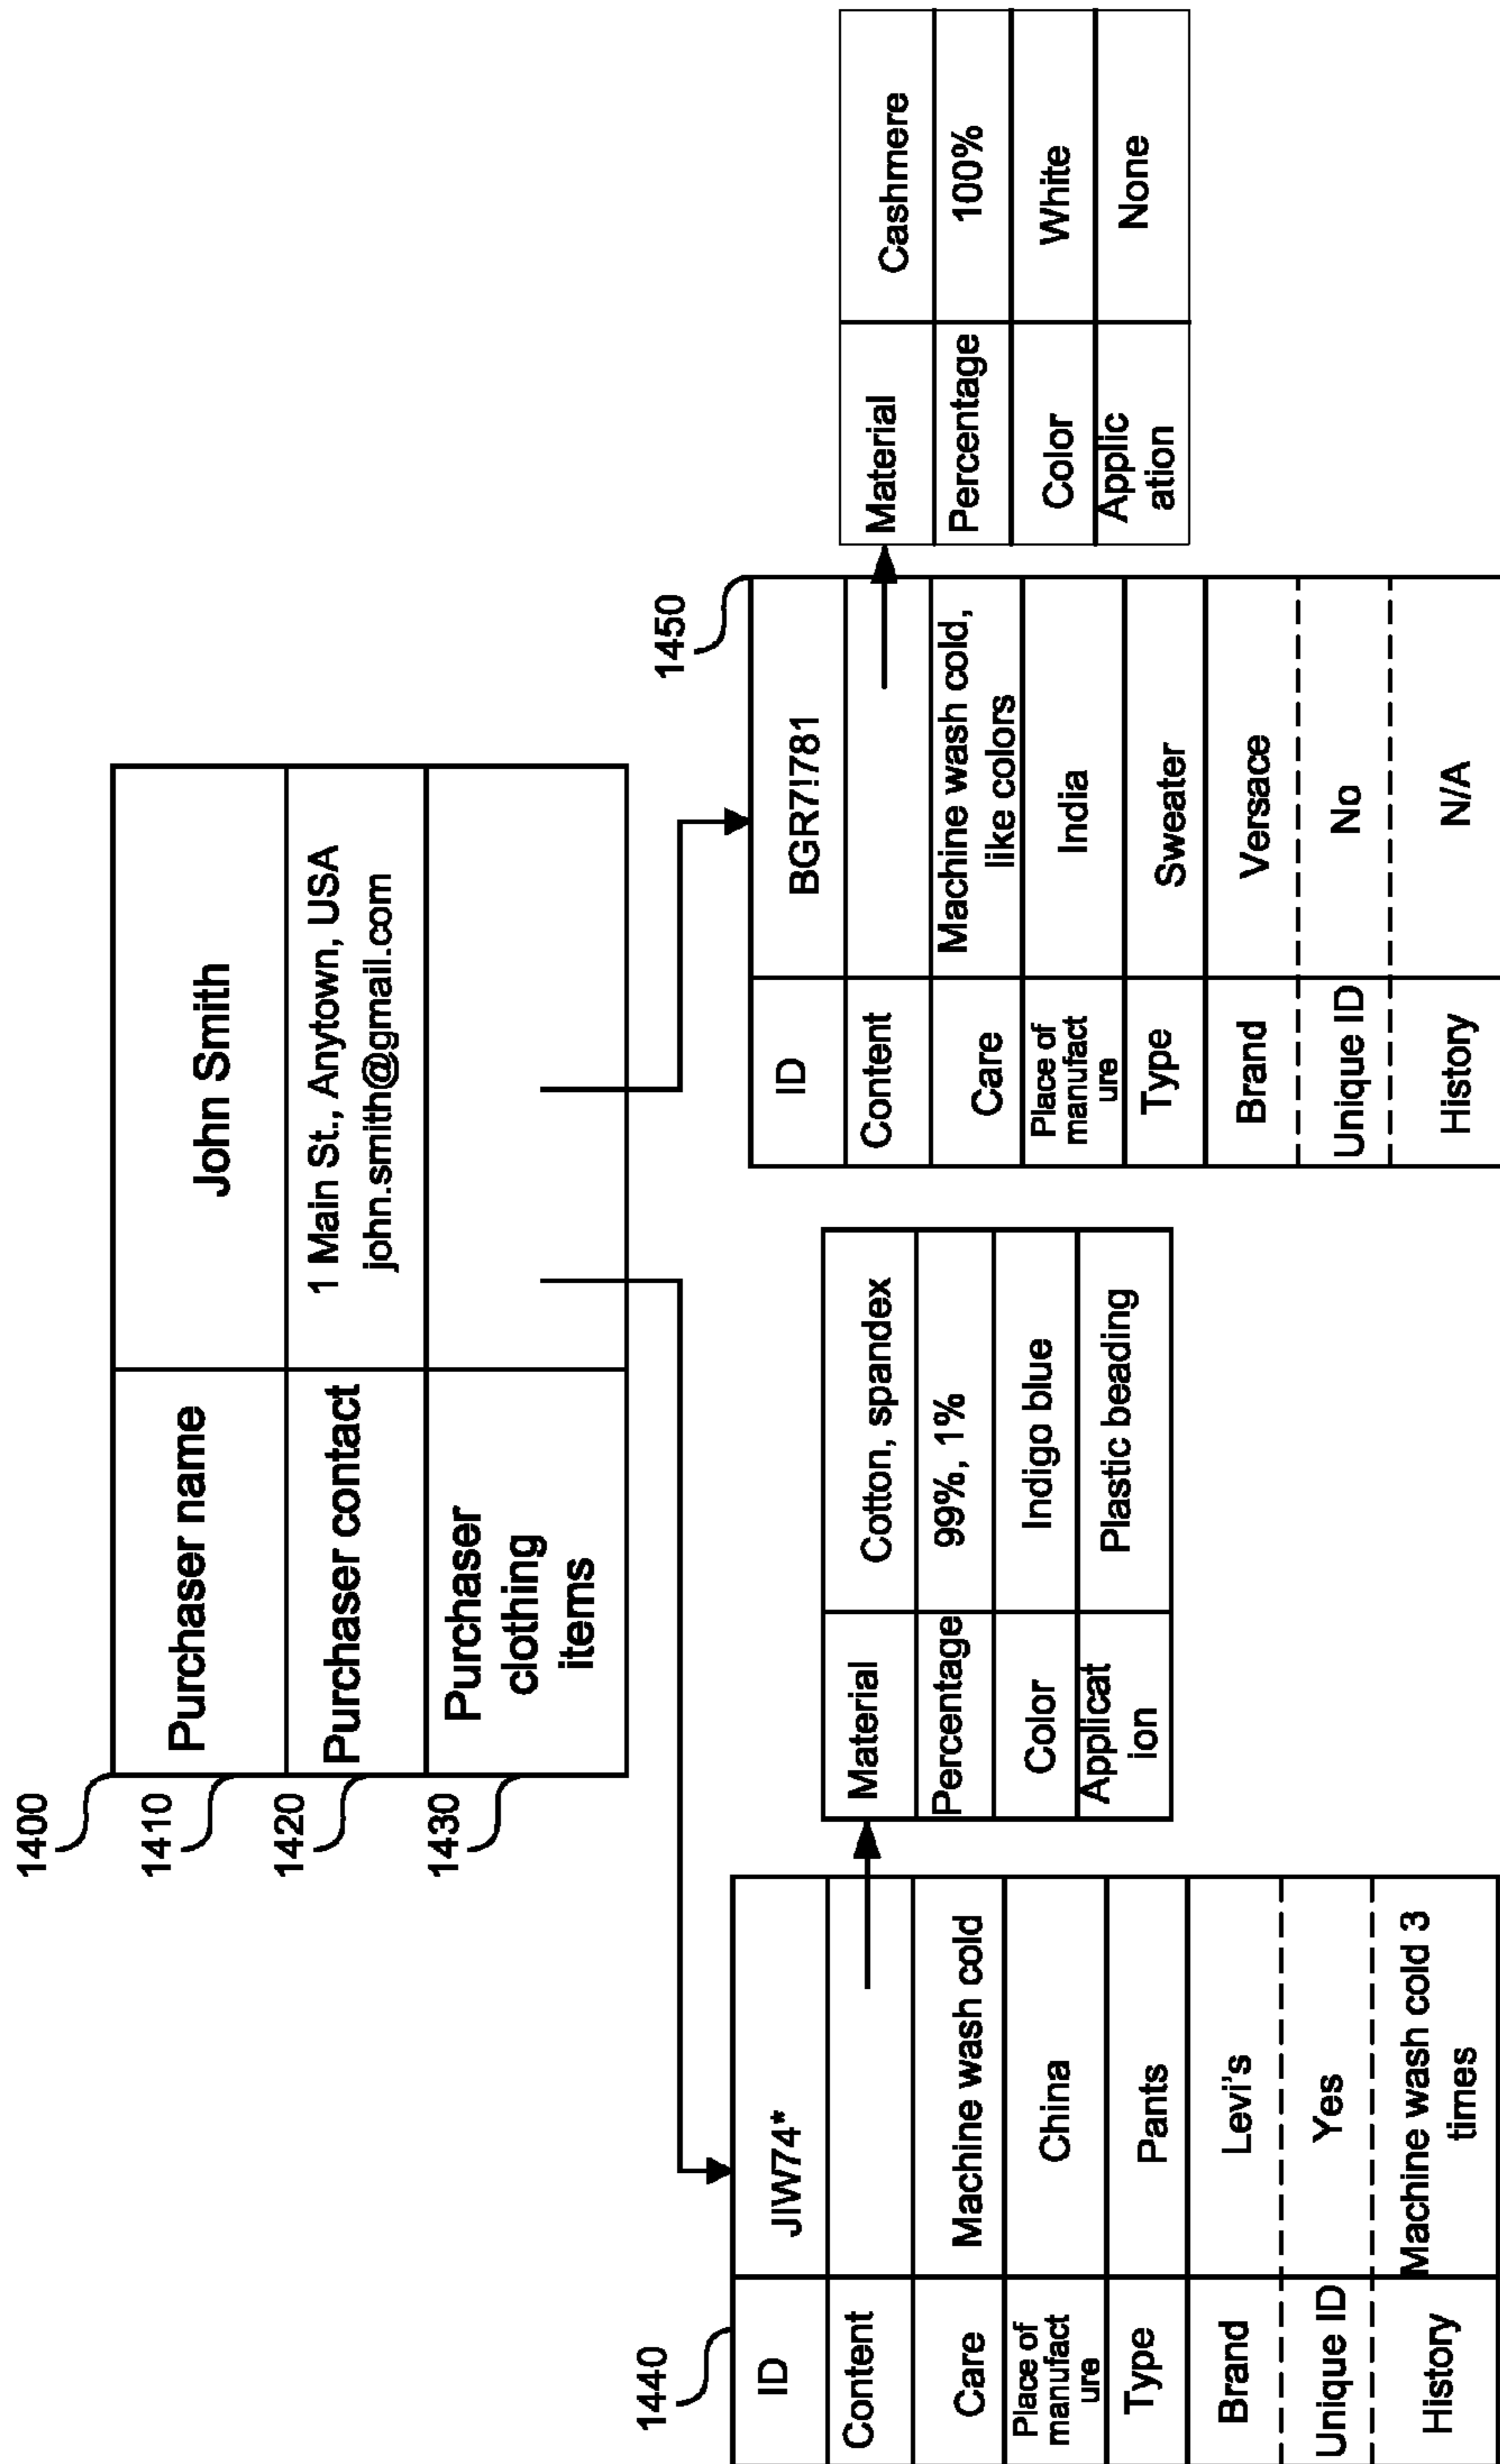 1400
1410
1420
1430
Purchaser name
John Smith
Purchaser contact
1 Main St., Anytown, USA
john.smith@gmail.com
Purchaser
clothing
items
1440
ID
JIW74*
Content
Care
Machine wash cold
Place of
manufact
ure
China
Type
Pants
Brand
Levi's
Unique ID
Yes
History
Machine wash cold 3
times
Material
Cotton, spandex
Percentage
99%, 1%
Color
Indigo blue
Applicat
ion
Plastic beading
1450
ID
BGR7!781
Content
Care
Machine wash cold,
like colors
Place of
manufact
ure
India
Type
Sweater
Brand
Versace
Unique ID
No
History
N/A
Material
Cashmere
Percentage
100%
Color
White
Applic
ation
None